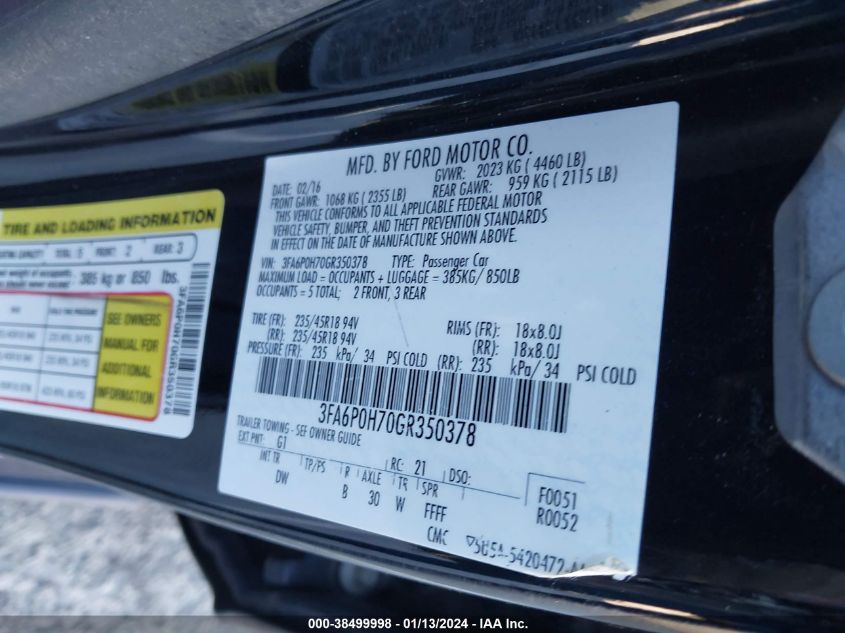 TIRE AND LOADING INFORMATION
SEATING CAPACITY TOTAL: 5 FRONT: 2 REAR: 3
weight of occupants 385 kg or 850 lbs.
SEE OWNERS
MANUAL FOR
ADDITIONAL
INFORMATION
3FA6P0H70GR350378
MFD. BY FORD MOTOR CO.
DATE: 02/16 GVWR: 2023 KG ( 4460 LB)
FRONT GAWR: 1068 KG ( 2355 LB) REAR GAWR: 959 KG ( 2115 LB)
THIS VEHICLE CONFORMS TO ALL APPLICABLE FEDERAL MOTOR
VEHICLE SAFETY, BUMPER, AND THEFT PREVENTION STANDARDS
IN EFFECT ON THE DATE OF MANUFACTURE SHOWN ABOVE.
VIN: 3FA6P0H70GR350378 TYPE: Passenger Car
MAXIMUM LOAD = OCCUPANTS + LUGGAGE = 385KG/ 850LB
OCCUPANTS = 5 TOTAL; 2 FRONT, 3 REAR
TIRE (FR): 235/45R18 94V RIMS (FR): 18x8.0J
(RR): 235/45R18 94V (RR): 18x8.0J
PRESSURE (FR): 235 kPa/ 34 PSI COLD (RR): 235 kPa/ 34 PSI COLD
3FA6P0H70GR350378
TRAILER TOWING - SEE OWNER GUIDE
EXT PNT: G1 RC: 21 DSO: F0051
INT TR TP/PS R AXLE TR SPR R0052
DW B 30 W FFFF
CMC
000-38499998 - 01/13/2024 - IAA Inc.